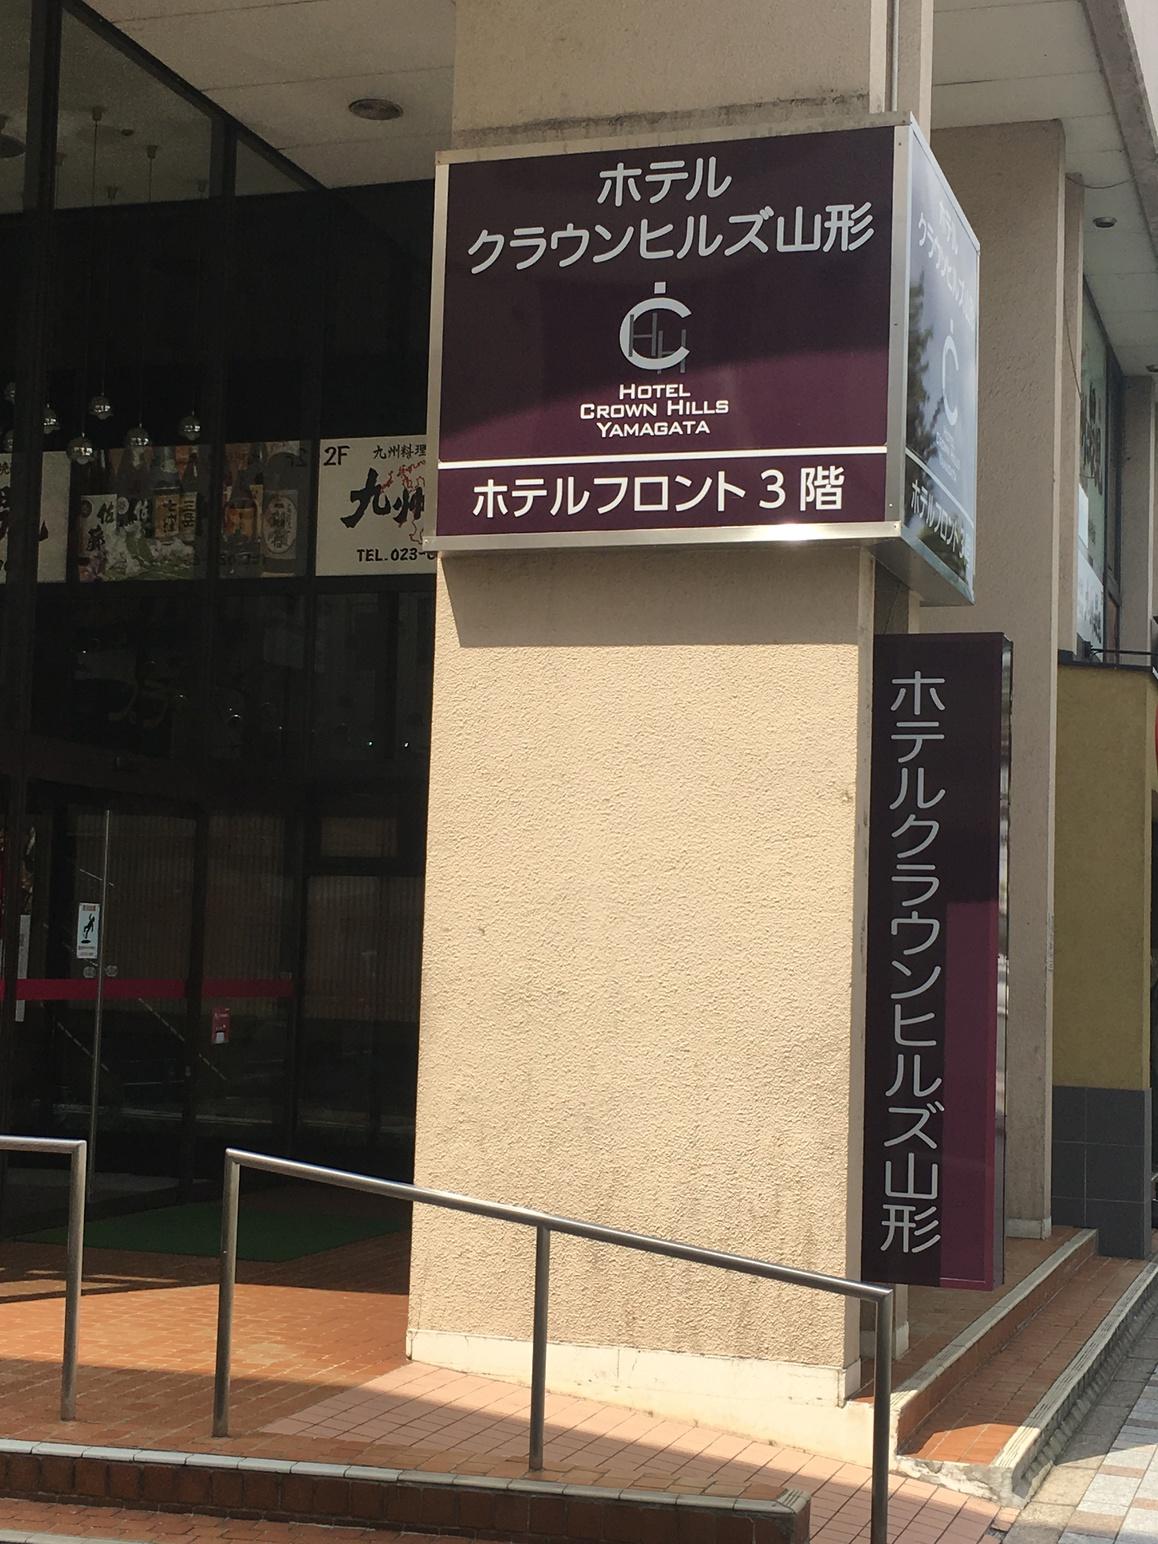 ホテル
クラウンヒルズ山形
HOTEL
CROWN HILLS
YAMAGATA
ホテルフロント3階
ホテルクラウンヒルズ山形
2F
九州料理
九州
TEL.023-